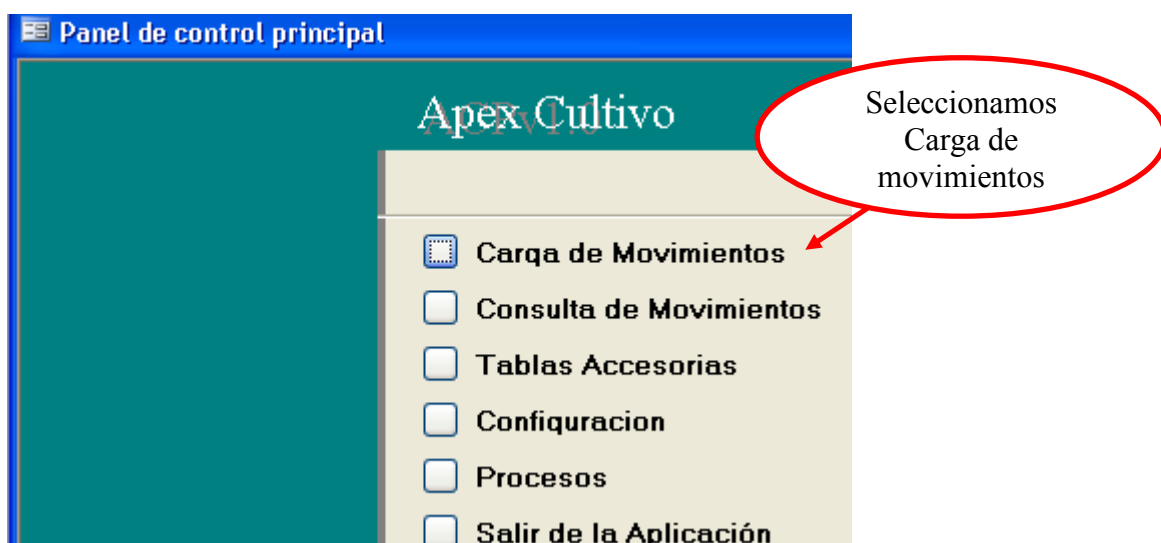 Panel de control principal
Apex Cultivo
Seleccionamos
Carga de
movimientos
Carga de Movimientos
Consulta de Movimientos
Tablas Accesorias
Configuracion
Procesos
Salir de la Aplicación